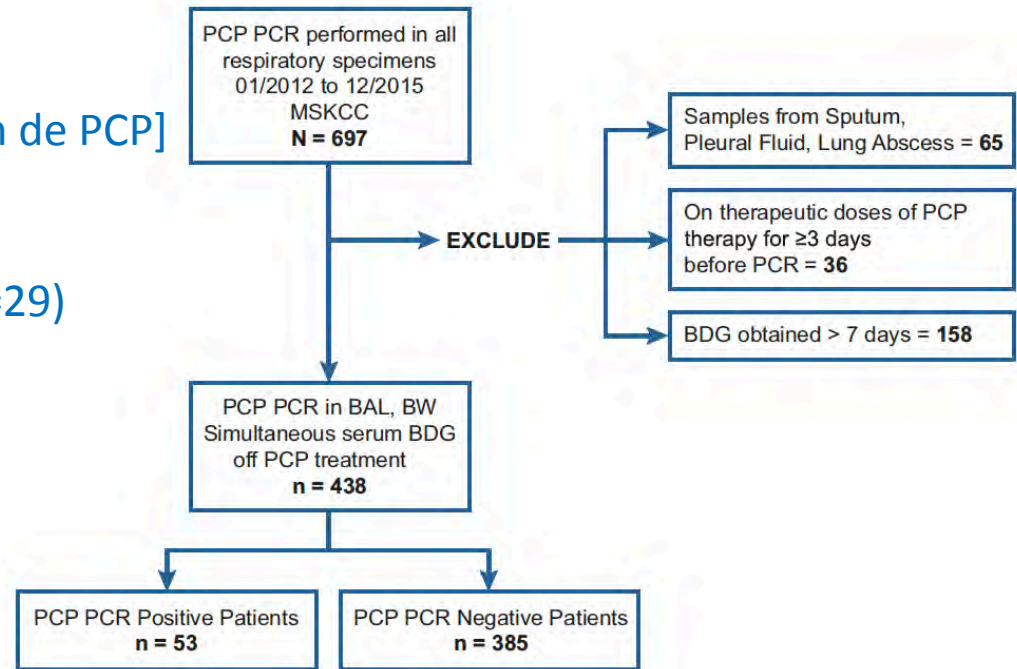 PCP PCR performed in all
respiratory specimens
01/2012 to 12/2015
MSKCC
N = 697
de PCP]
=29)
EXCLUDE
Samples from Sputum,
Pleural Fluid, Lung Abscess = 65
On therapeutic doses of PCP
therapy for ≥3 days
before PCR = 36
BDG obtained > 7 days = 158
PCP PCR in BAL, BW
Simultaneous serum BDG
off PCP treatment
n = 438
PCP PCR Positive Patients
n = 53
PCP PCR Negative Patients
n = 385